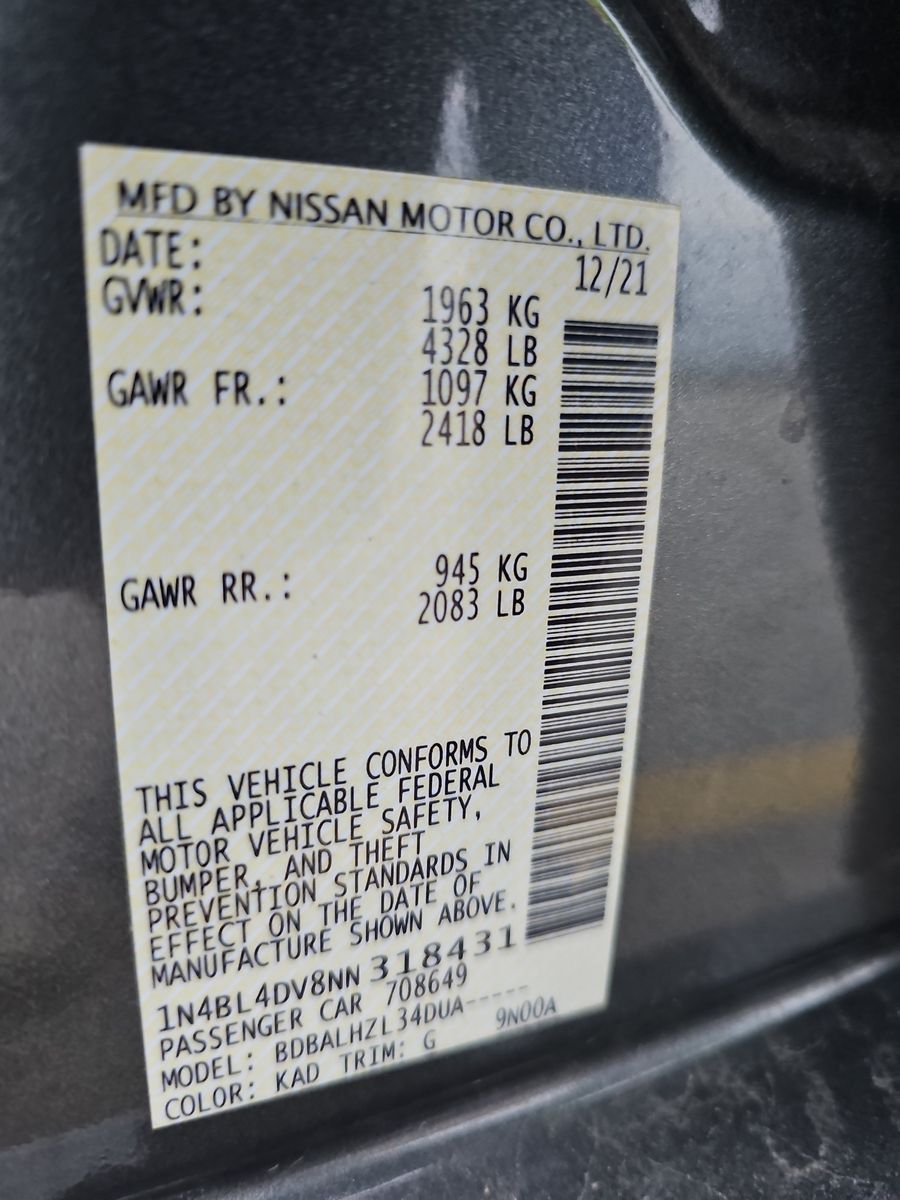 MFD BY NISSAN MOTOR CO., LTD.
DATE: 12/21
GVWR: 1963 KG
4328 LB
GAWR FR.: 1097 KG
2418 LB
GAWR RR.: 945 KG
2083 LB
THIS VEHICLE CONFORMS TO
ALL APPLICABLE FEDERAL
MOTOR VEHICLE SAFETY,
BUMPER, AND THEFT
PREVENTION STANDARDS IN
EFFECT ON THE DATE OF
MANUFACTURE SHOWN ABOVE.
1N4BL4DV8NN318431
PASSENGER CAR 708649
MODEL: BDBALHZL34DUA-----
COLOR: KAD TRIM: G 9N00A